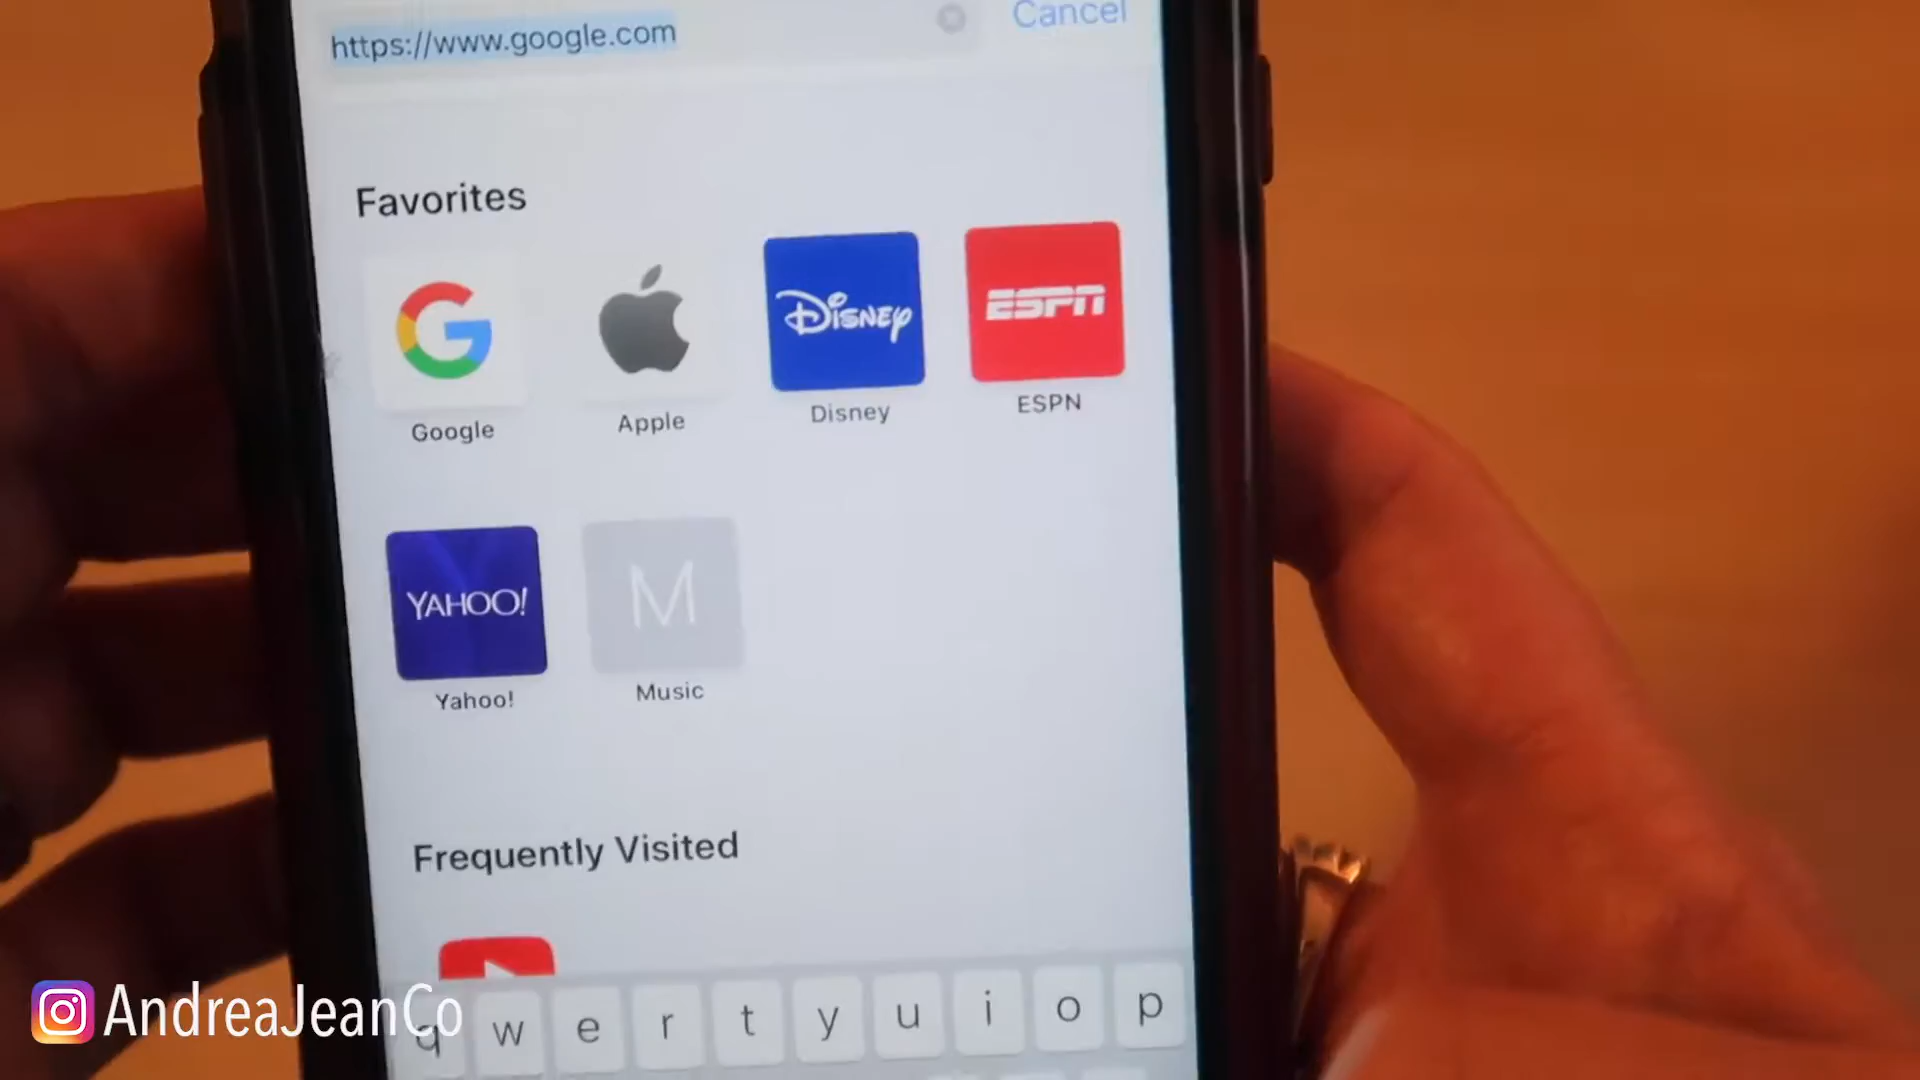 https://www.google.com
Cancel
Favorites
G
DISNEY
ESPN
Google
Apple
Disney
ESPN
YAHOO!
M
Yahoo!
Music
Frequently Visited
AndreaJeanCo
q w e r t y u i o p